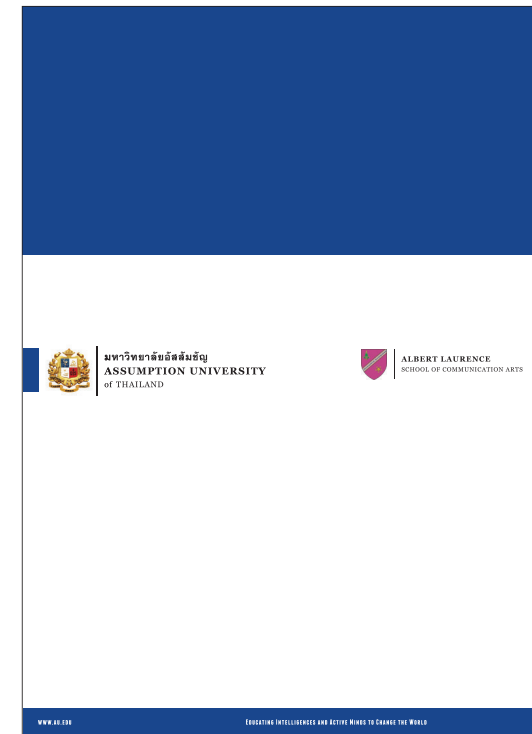 มหาวิทยาลัยอัสสัมชัญ
ASSUMPTION UNIVERSITY
of THAILAND
ALBERT LAURENCE
SCHOOL OF COMMUNICATION ARTS
WWW.AU.EDU
EDUCATING INTELLIGENCES AND ACTIVE MINDS TO CHANGE THE WORLD